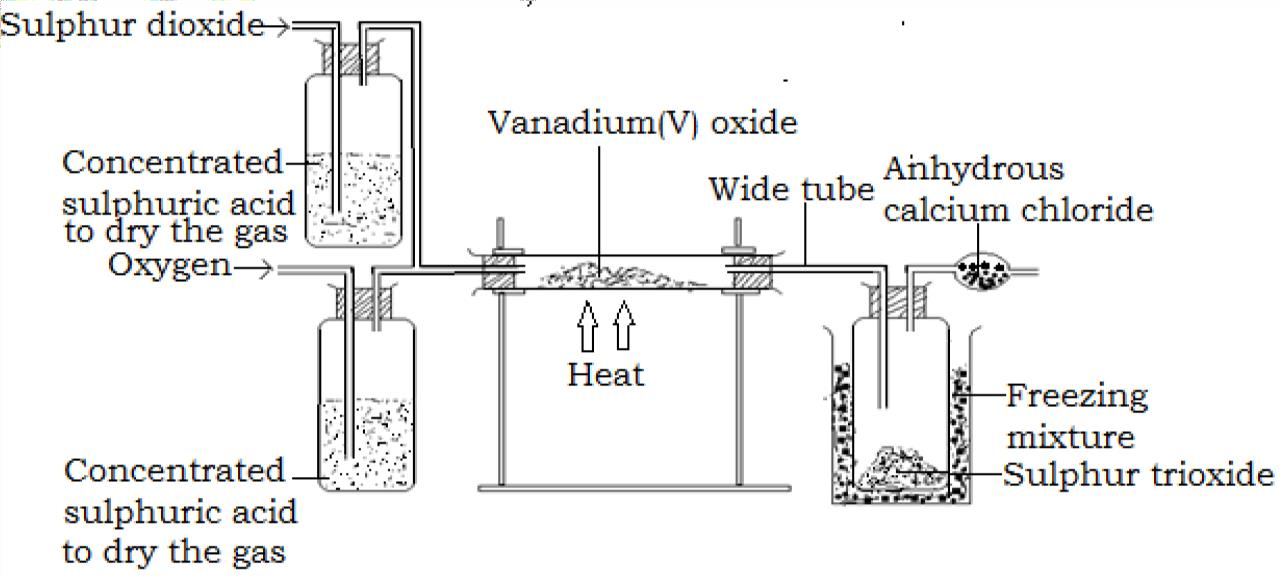 Sulphur dioxide
Vanadium(V) oxide
Concentrated
sulphuric acid
to dry the gas
Wide tube
Anhydrous
calcium chloride
Oxygen
Heat
Freezing
mixture
Sulphur trioxide
Concentrated
sulphuric acid
to dry the gas